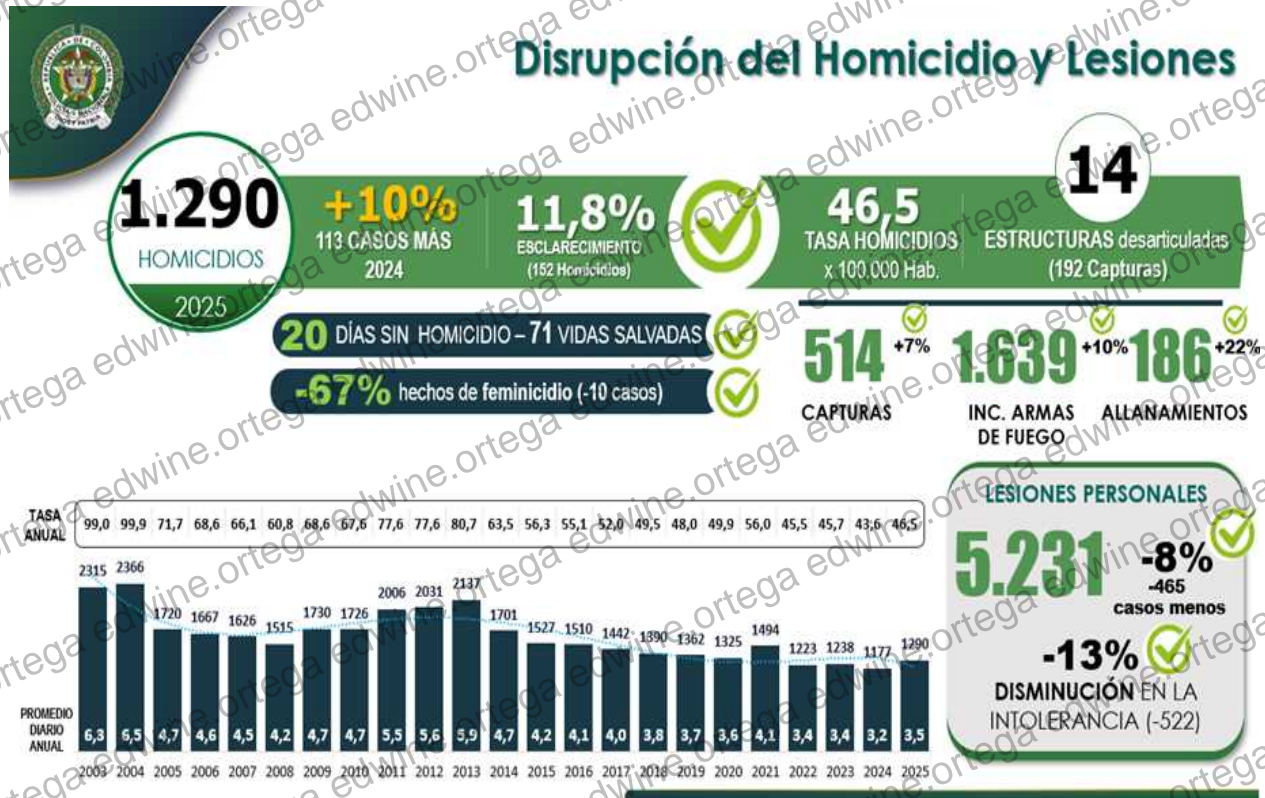 Disrupción del Homicidio y Lesiones
1.290
HOMICIDIOS
2025
+10%
113 CASOS MÁS
2024
11,8%
ESCLARECIMIENTO
(152 Homicidios)
46,5
TASA HOMICIDIOS
x 100.000 Hab.
14
ESTRUCTURAS desarticuladas
(192 Capturas)
20 DÍAS SIN HOMICIDIO – 71 VIDAS SALVADAS
-67% hechos de feminicidio (-10 casos)
514 +7%
CAPTURAS
1.639 +10%
INC. ARMAS
DE FUEGO
186 +22%
ALLANAMIENTOS
TASA
ANUAL
99,0 99,9 71,7 68,6 66,1 60,8 68,6 67,6 77,6 77,6 80,7 63,5 56,3 55,1 52,0 49,5 48,0 49,9 56,0 45,5 45,7 43,6 46,5
2315 2366 1720 1667 1626 1515 1730 1726 2006 2031 2137 1701 1527 1510 1442 1390 1362 1325 1494 1223 1238 1177 1290
PROMEDIO
DIARIO
ANUAL
6,3 6,5 4,7 4,6 4,5 4,2 4,7 4,7 5,5 5,6 5,9 4,7 4,2 4,1 4,0 3,8 3,7 3,6 4,1 3,4 3,4 3,2 3,5
2003 2004 2005 2006 2007 2008 2009 2010 2011 2012 2013 2014 2015 2016 2017 2018 2019 2020 2021 2022 2023 2024 2025
LESIONES PERSONALES
5.231
-8%
-465
casos menos
-13%
DISMINUCIÓN EN LA
INTOLERANCIA (-522)
edwine.ortega edwine.ortega edwine.ortega